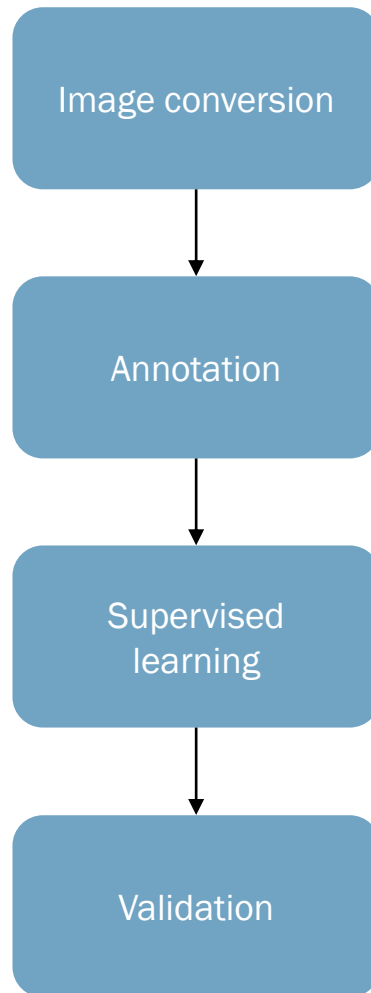 Image conversion
Annotation
Supervised
learning
Validation